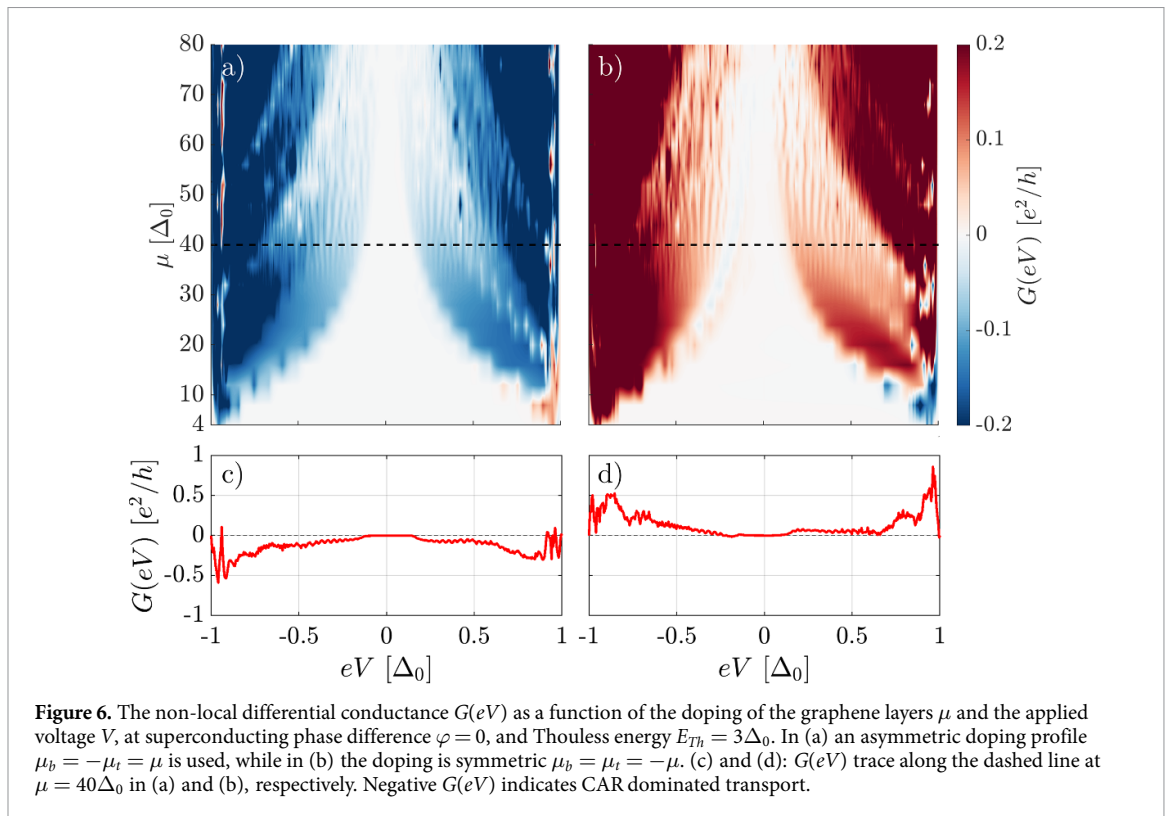 80
70
60
50
40
30
20
10
4
μ [Δ₀]
a)
b)
0.2
0.1
0
-0.1
-0.2
G(eV) [e²/h]
1
0.5
0
-0.5
-1
G(eV) [e²/h]
c)
d)
-1 -0.5 0 0.5 1
-1 -0.5 0 0.5 1
eV [Δ₀]
eV [Δ₀]
Figure 6. The non-local differential conductance G(eV) as a function of the doping of the graphene layers μ and the applied
voltage V, at superconducting phase difference φ = 0, and Thouless energy E_Th = 3Δ₀. In (a) an asymmetric doping profile
μ_b = −μ_t = μ is used, while in (b) the doping is symmetric μ_b = μ_t = −μ. (c) and (d): G(eV) trace along the dashed line at
μ = 40Δ₀ in (a) and (b), respectively. Negative G(eV) indicates CAR dominated transport.